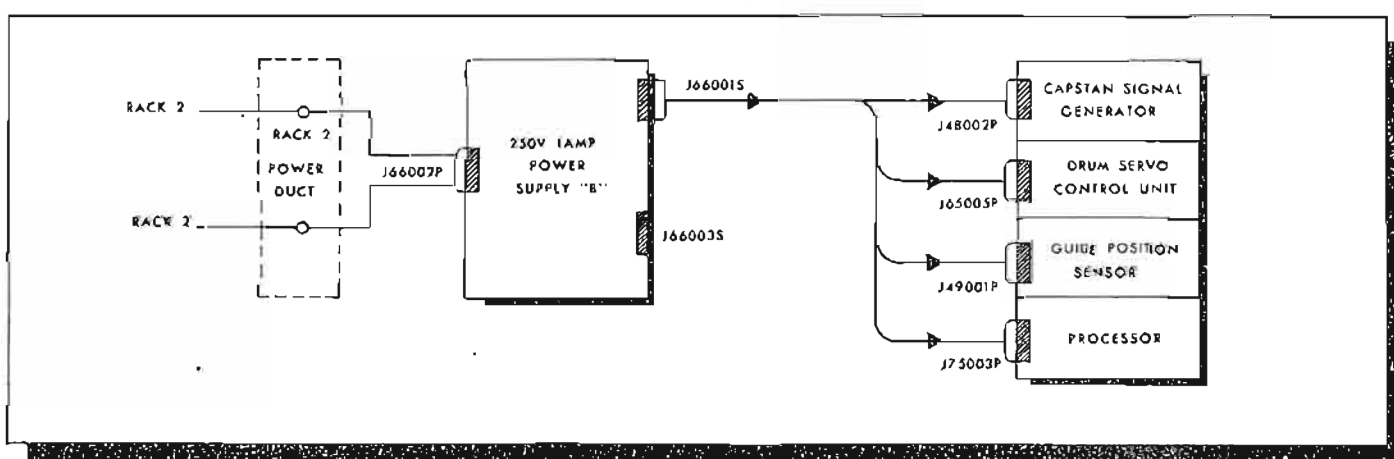 RACK 2
RACK 2
POWER
DUCT
RACK 2
J66002P
250V LAMP
POWER
SUPPLY "B"
J66001S
J66003S
J48002P
J65005P
J49001P
J75003P
CAPSTAN SIGNAL
GENERATOR
DRUM SERVO
CONTROL UNIT
GUIDE POSITION
SENSOR
PROCESSOR